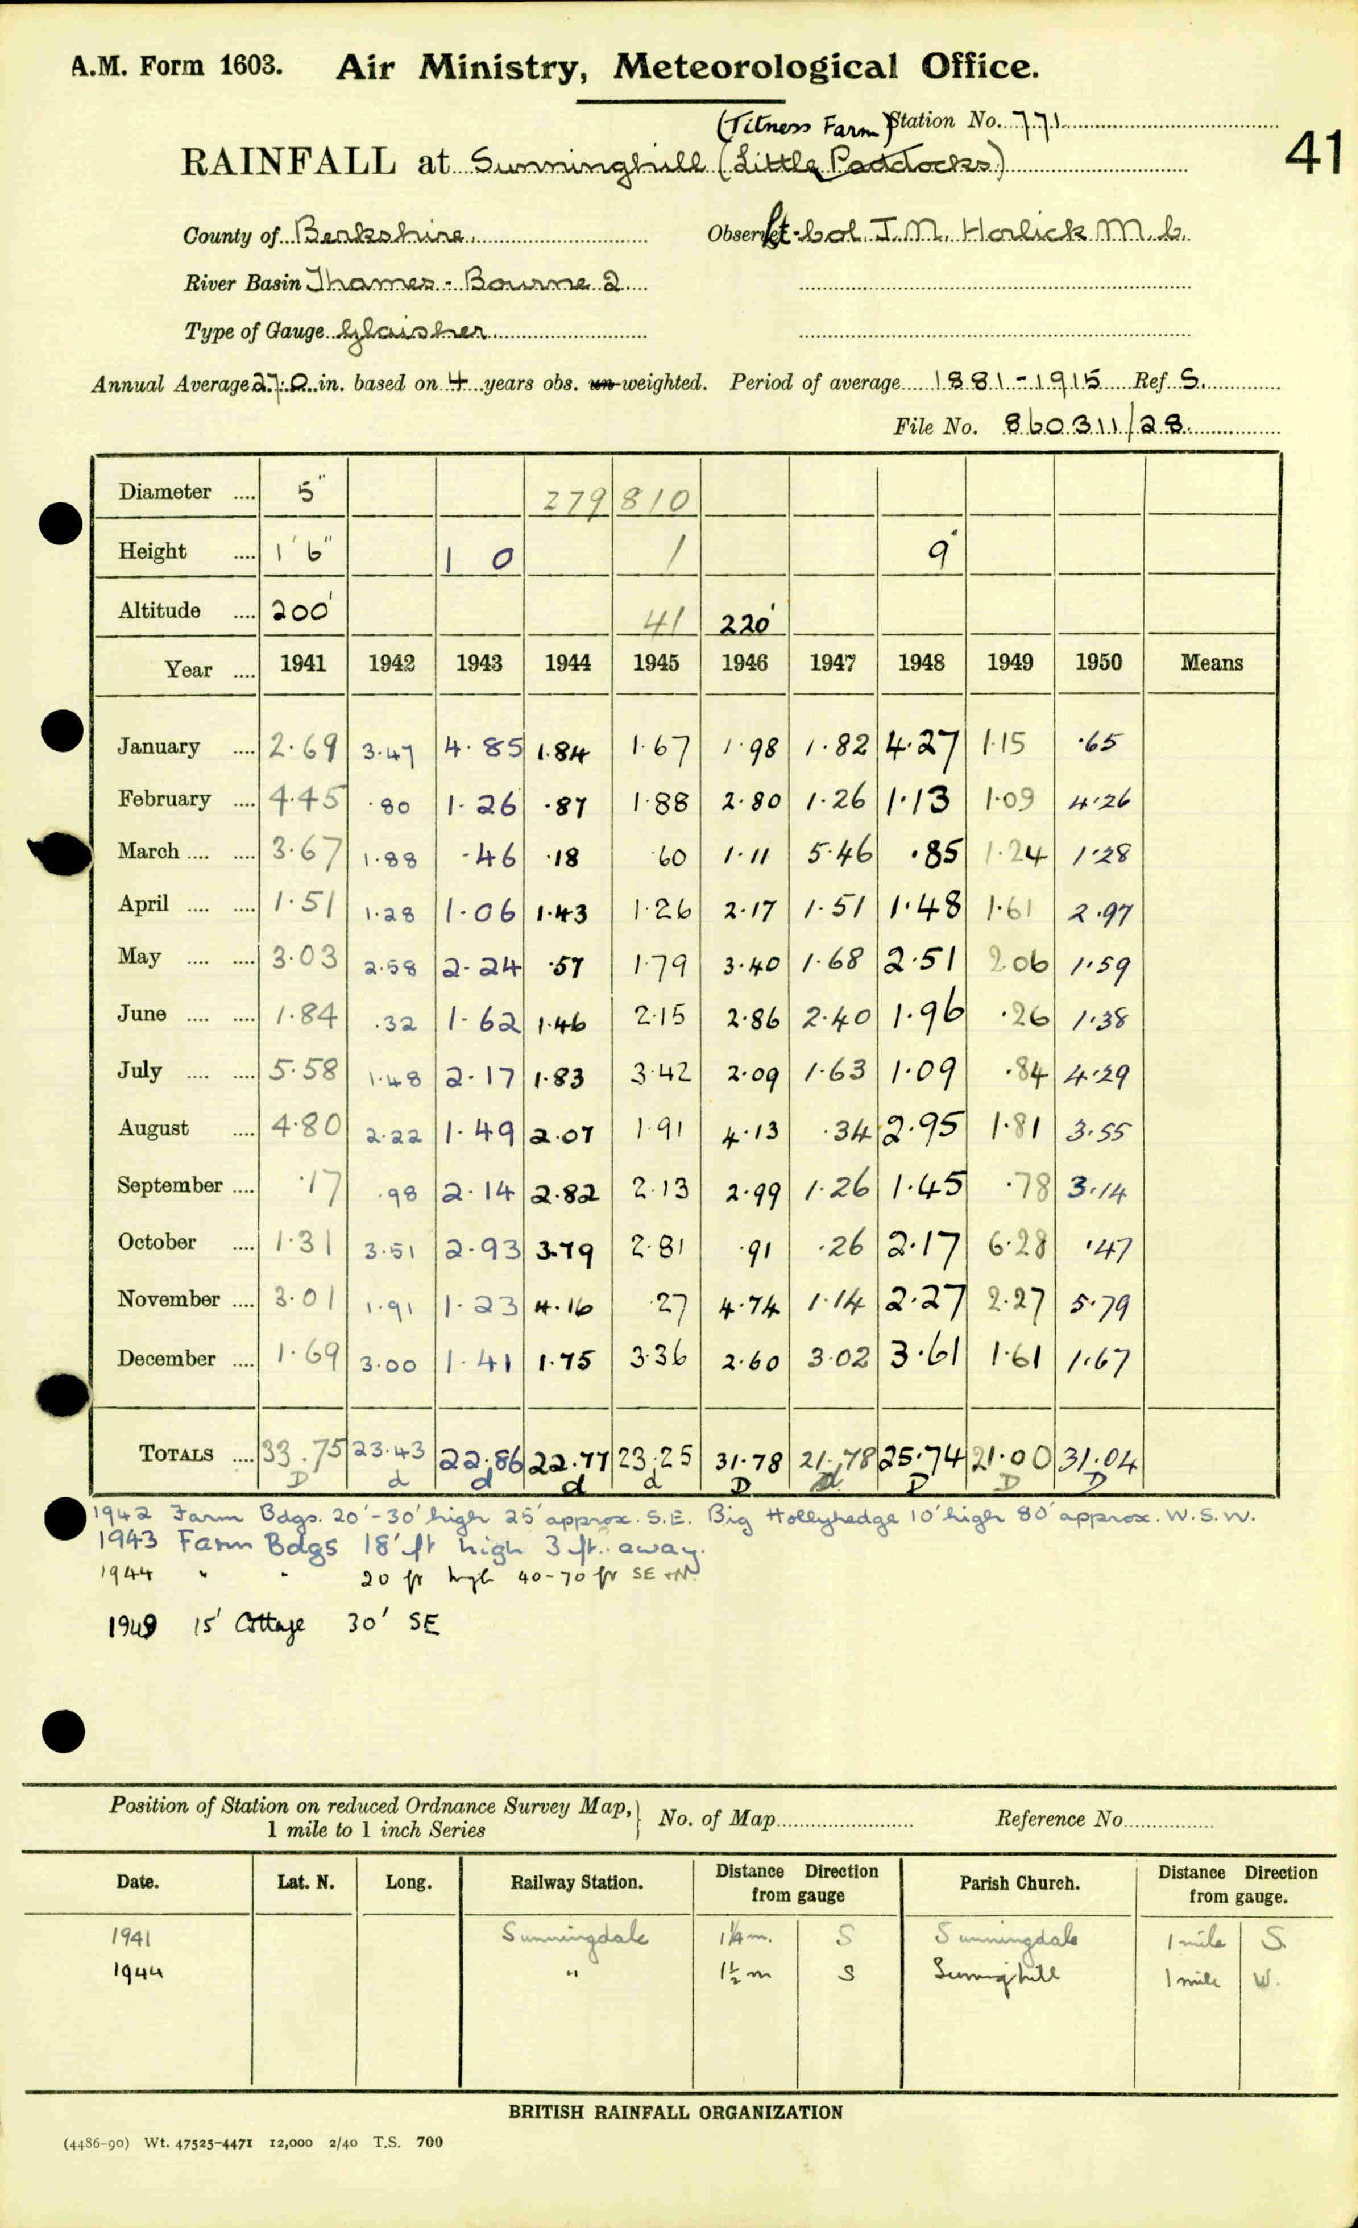 A.M. Form 1603. Air Ministry, Meteorological Office.
(Titness Farm) Station No. 771
41
RAINFALL at Sunninghill (Little Paddocks)
County of Berkshire. Observer Lt-Col J.N. Horlick M.C.
River Basin Thames - Bourne 2
Type of Gauge Glaisher
Annual Average 27.0 in. based on 4 years obs. un-weighted. Period of average 1881-1915 Ref. S.
File No. 860311/28
Diameter .... 5" 279 810
Height .... 1'6" 1 0 1 9"
Altitude .... 200' 41 220'
Year .... 1941 1942 1943 1944 1945 1946 1947 1948 1949 1950 Means
January .... 2.69 3.47 4.85 1.84 1.67 1.98 1.82 4.27 1.15 .65
February .... 4.45 .80 1.26 .87 1.88 2.80 1.26 1.13 1.09 4.26
March .... .... 3.67 1.88 .46 .18 .60 1.11 5.46 .85 1.24 1.28
April .... .... 1.51 1.28 1.06 1.43 1.26 2.17 1.51 1.48 1.61 2.97
May .... .... 3.03 2.58 2.24 .57 1.79 3.40 1.68 2.51 2.06 1.59
June .... .... 1.84 .32 1.62 1.46 2.15 2.86 2.40 1.96 .26 1.38
July .... .... 5.58 1.48 2.17 1.83 3.42 2.09 1.63 1.09 .84 4.29
August .... 4.80 2.22 1.49 2.07 1.91 4.13 .34 2.95 1.81 3.55
September .... .17 .98 2.14 2.82 2.13 2.99 1.26 1.45 .78 3.14
October .... 1.31 3.51 2.93 3.79 2.81 .91 .26 2.17 6.28 .47
November .... 3.01 1.91 1.23 4.16 .27 4.74 1.14 2.27 2.27 5.79
December .... 1.69 3.00 1.41 1.75 3.36 2.60 3.02 3.61 1.61 1.67
TOTALS .... 33.75 23.43 22.86 22.77 23.25 31.78 21.78 25.74 21.00 31.04
D d d d d D d D D D
1942 Farm Bdgs. 20'-30' high 25' approx. S.E. Big Hollyhedge 10' high 80' approx. W.S.W.
1943 Farm Bdgs 18' ft high 3 ft. away.
1944 " " 20 ft high 40-70 ft SE + N
1949 15' Cottage 30' SE
Position of Station on reduced Ordnance Survey Map, 1 mile to 1 inch Series } No. of Map Reference No.
Date. Lat. N. Long. Railway Station. Distance Direction from gauge Parish Church. Distance Direction from gauge.
1941 Sunningdale 1¼ m. S Sunningdale 1 mile S.
1944 " 1½ m S Sunninghill 1 mile W.
BRITISH RAINFALL ORGANIZATION
(4486-90) Wt. 47525-4471 12,000 2/40 T.S. 700